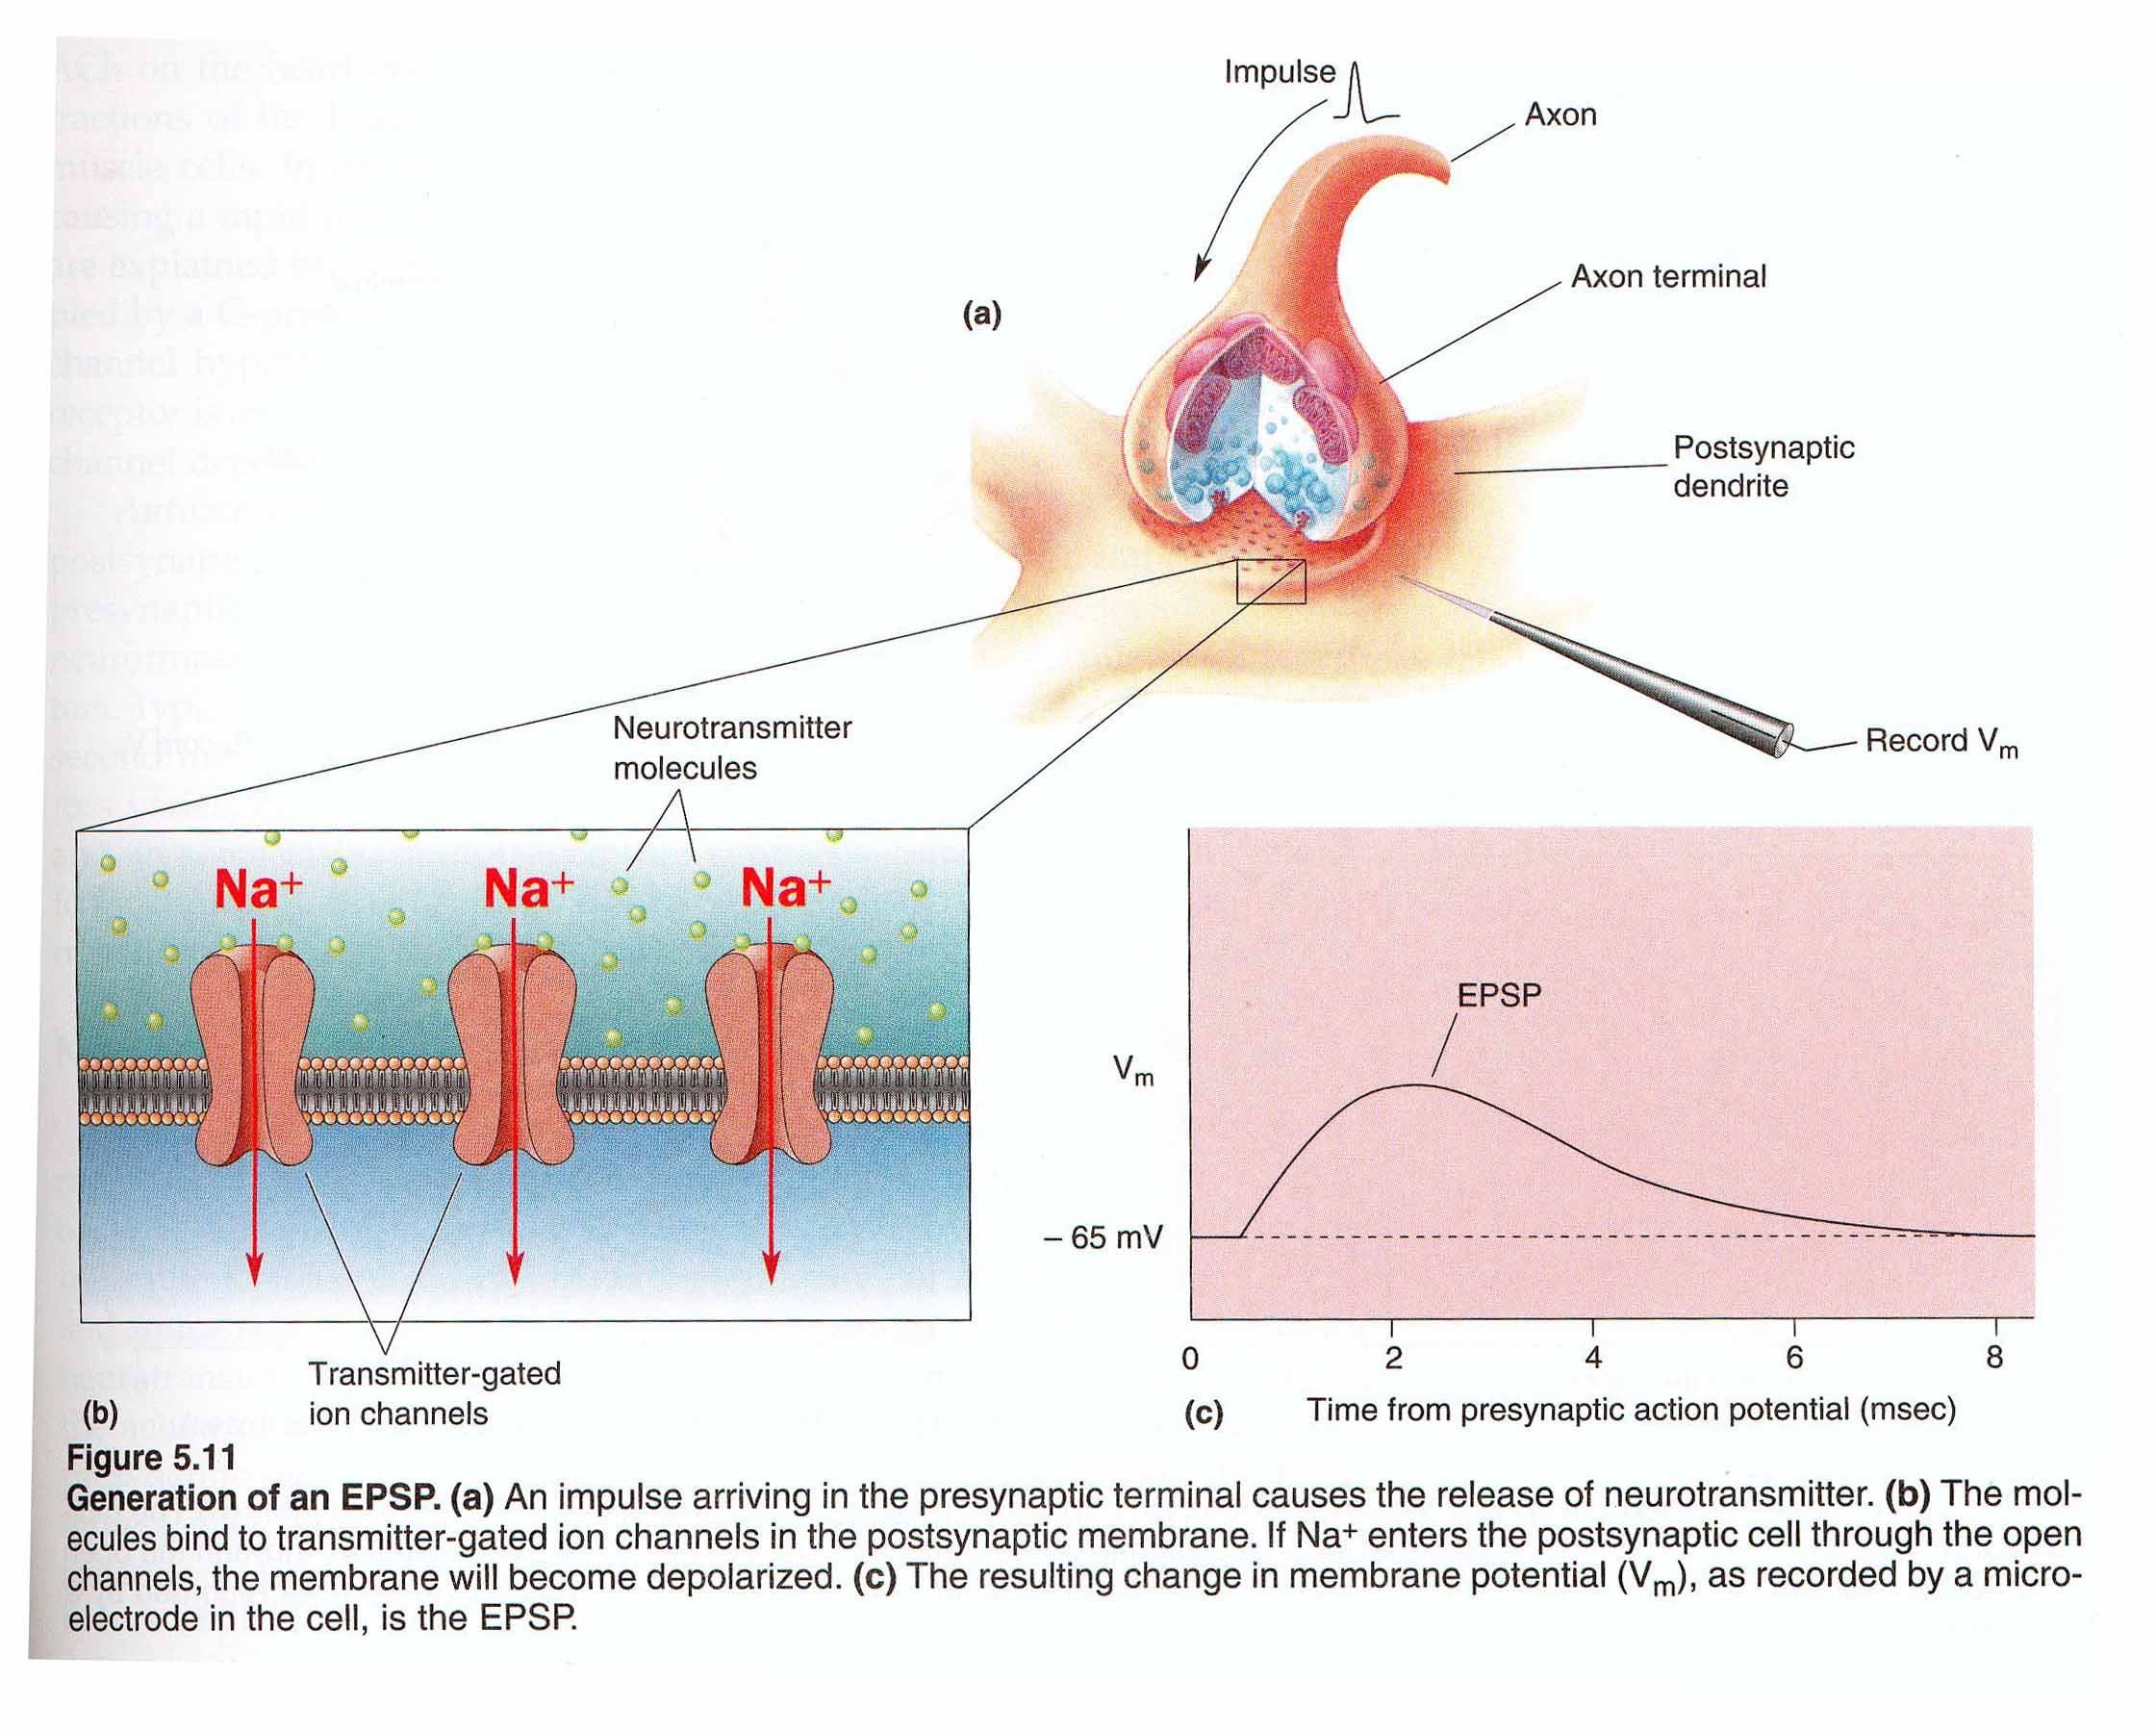 Impulse
Axon
Axon terminal
(a)
Postsynaptic
dendrite
Record Vm
Neurotransmitter
molecules
Na+ Na+ Na+
Transmitter-gated
ion channels
(b)
EPSP
Vm
– 65 mV
0 2 4 6 8
(c) Time from presynaptic action potential (msec)
Figure 5.11
Generation of an EPSP. (a) An impulse arriving in the presynaptic terminal causes the release of neurotransmitter. (b) The mol-
ecules bind to transmitter-gated ion channels in the postsynaptic membrane. If Na+ enters the postsynaptic cell through the open
channels, the membrane will become depolarized. (c) The resulting change in membrane potential (Vm), as recorded by a micro-
electrode in the cell, is the EPSP.